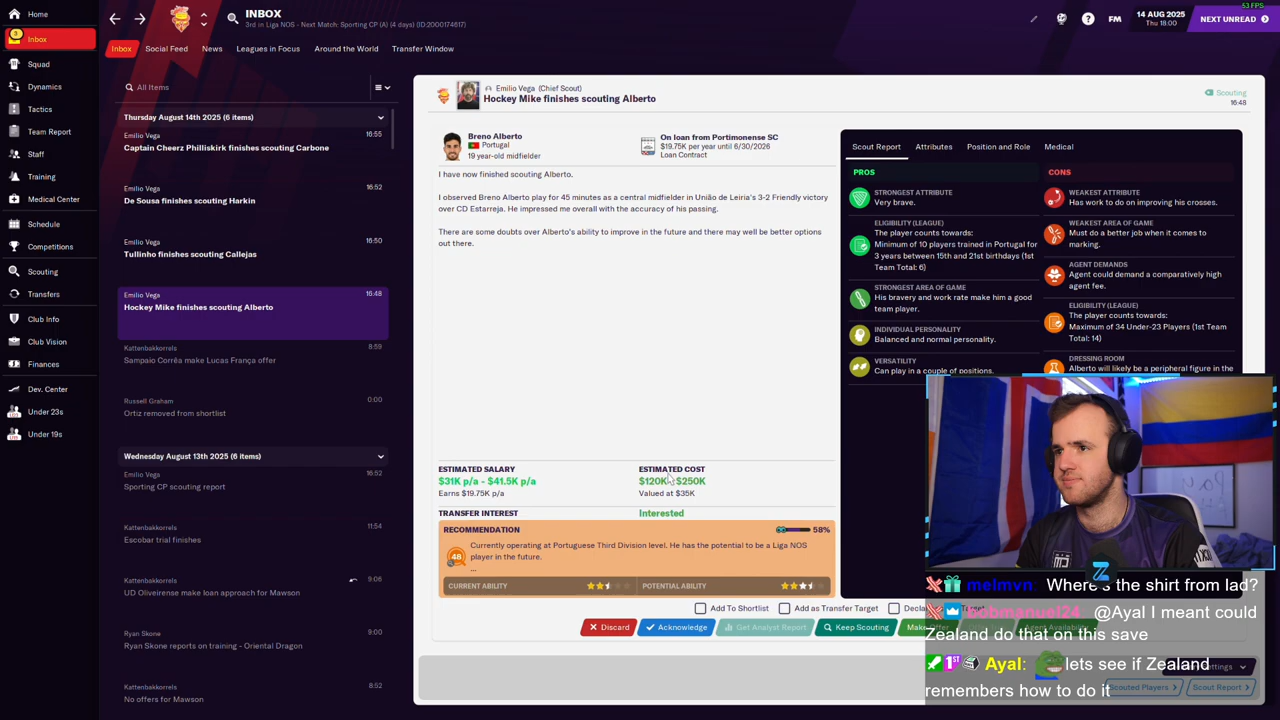 Home
INBOX
3rd in Liga NOS - Next Match: Sporting CP (A) (4 days) (ID:2000174617)
53 FPS
FM
14 AUG 2025
Thu 18:00
NEXT UNREAD
3
Inbox
Inbox
Social Feed
News
Leagues in Focus
Around the World
Transfer Window
Squad
Dynamics
Tactics
Team Report
Staff
Training
Medical Center
Schedule
Competitions
Scouting
Transfers
Club Info
Club Vision
Finances
Dev. Center
Under 23s
Under 19s
All Items
Thursday August 14th 2025 (6 items)
Emilio Vega
16:55
Captain Cheerz Philliskirk finishes scouting Carbone
Emilio Vega
16:52
De Sousa finishes scouting Harkin
Emilio Vega
16:50
Tullinho finishes scouting Callejas
Emilio Vega
16:48
Hockey Mike finishes scouting Alberto
Kattenbakkorrels
8:59
Sampaio Corrêa make Lucas França offer
Russell Graham
0:00
Ortiz removed from shortlist
Wednesday August 13th 2025 (6 items)
Emilio Vega
16:52
Sporting CP scouting report
Kattenbakkorrels
11:54
Escobar trial finishes
Kattenbakkorrels
9:06
UD Oliveirense make loan approach for Mawson
Ryan Skone
9:00
Ryan Skone reports on training - Oriental Dragon
Kattenbakkorrels
8:52
No offers for Mawson
Emilio Vega (Chief Scout)
Hockey Mike finishes scouting Alberto
Scouting
16:48
Breno Alberto
Portugal
19 year-old midfielder
On loan from Portimonense SC
$19.75K per year until 6/30/2026
Loan Contract
I have now finished scouting Alberto.
I observed Breno Alberto play for 45 minutes as a central midfielder in União de Leiria's 3-2 Friendly victory
over CD Estarreja. He impressed me overall with the accuracy of his passing.
There are some doubts over Alberto's ability to improve in the future and there may well be better options
out there.
ESTIMATED SALARY
$31K p/a - $41.5K p/a
Earns $19.75K p/a
ESTIMATED COST
$120K - $250K
Valued at $35K
TRANSFER INTEREST
Interested
RECOMMENDATION
58%
48
Currently operating at Portuguese Third Division level. He has the potential to be a Liga NOS
player in the future.
...
CURRENT ABILITY
POTENTIAL ABILITY
Add To Shortlist
Add as Transfer Target
Discard
Acknowledge
Get Analyst Report
Keep Scouting
Scout Report
Attributes
Position and Role
Medical
PROS
STRONGEST ATTRIBUTE
Very brave.
ELIGIBILITY (LEAGUE)
The player counts towards:
Minimum of 10 players trained in Portugal for
3 years between 15th and 21st birthdays (1st
Team Total: 6)
STRONGEST AREA OF GAME
His bravery and work rate make him a good
team player.
INDIVIDUAL PERSONALITY
Balanced and normal personality.
VERSATILITY
Can play in a couple of positions.
CONS
WEAKEST ATTRIBUTE
Has work to do on improving his crosses.
WEAKEST AREA OF GAME
Must do a better job when it comes to
marking.
AGENT DEMANDS
Agent could demand a comparatively high
agent fee.
ELIGIBILITY (LEAGUE)
The player counts towards:
Maximum of 34 Under-23 Players (1st Team
Total: 14)
DRESSING ROOM
Alberto will likely be a peripheral figure in the
melmvn: Where's the shirt from lad?
bobmanuel24: @Ayal I meant could
Zealand do that on this save
1st
Ayal: lets see if Zealand
remembers how to do it
Scouted Players
Scout Report